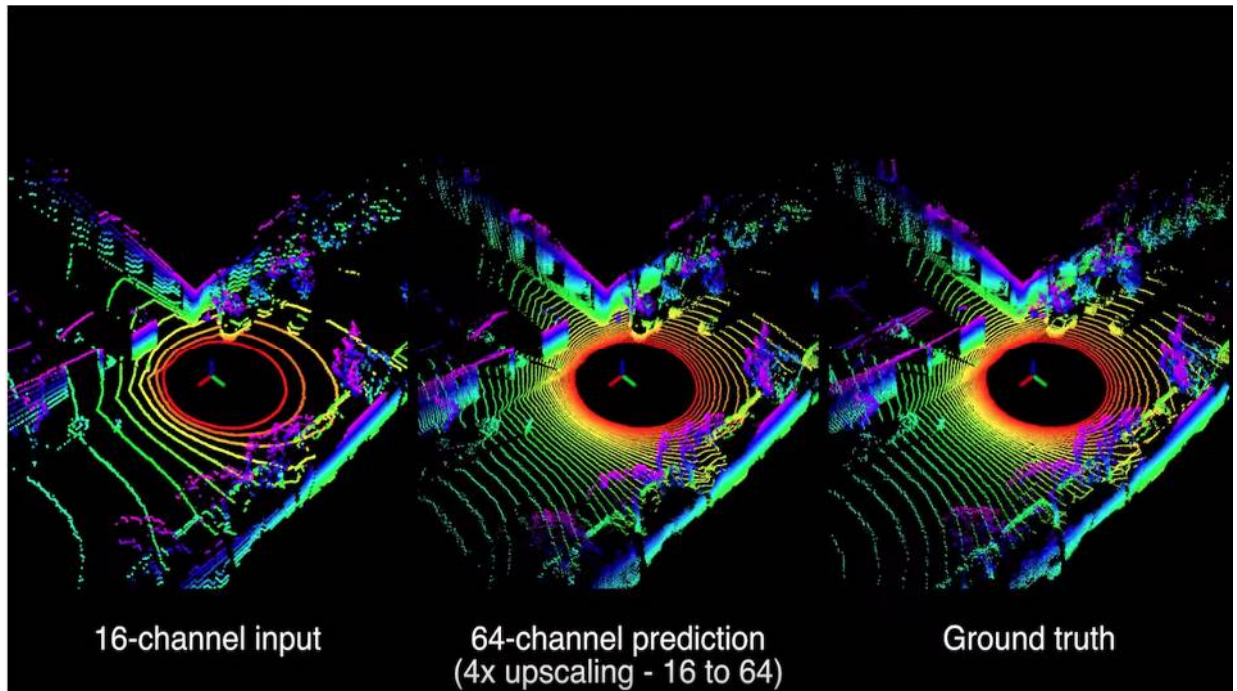 16-channel input
64-channel prediction
(4x upscaling - 16 to 64)
Ground truth